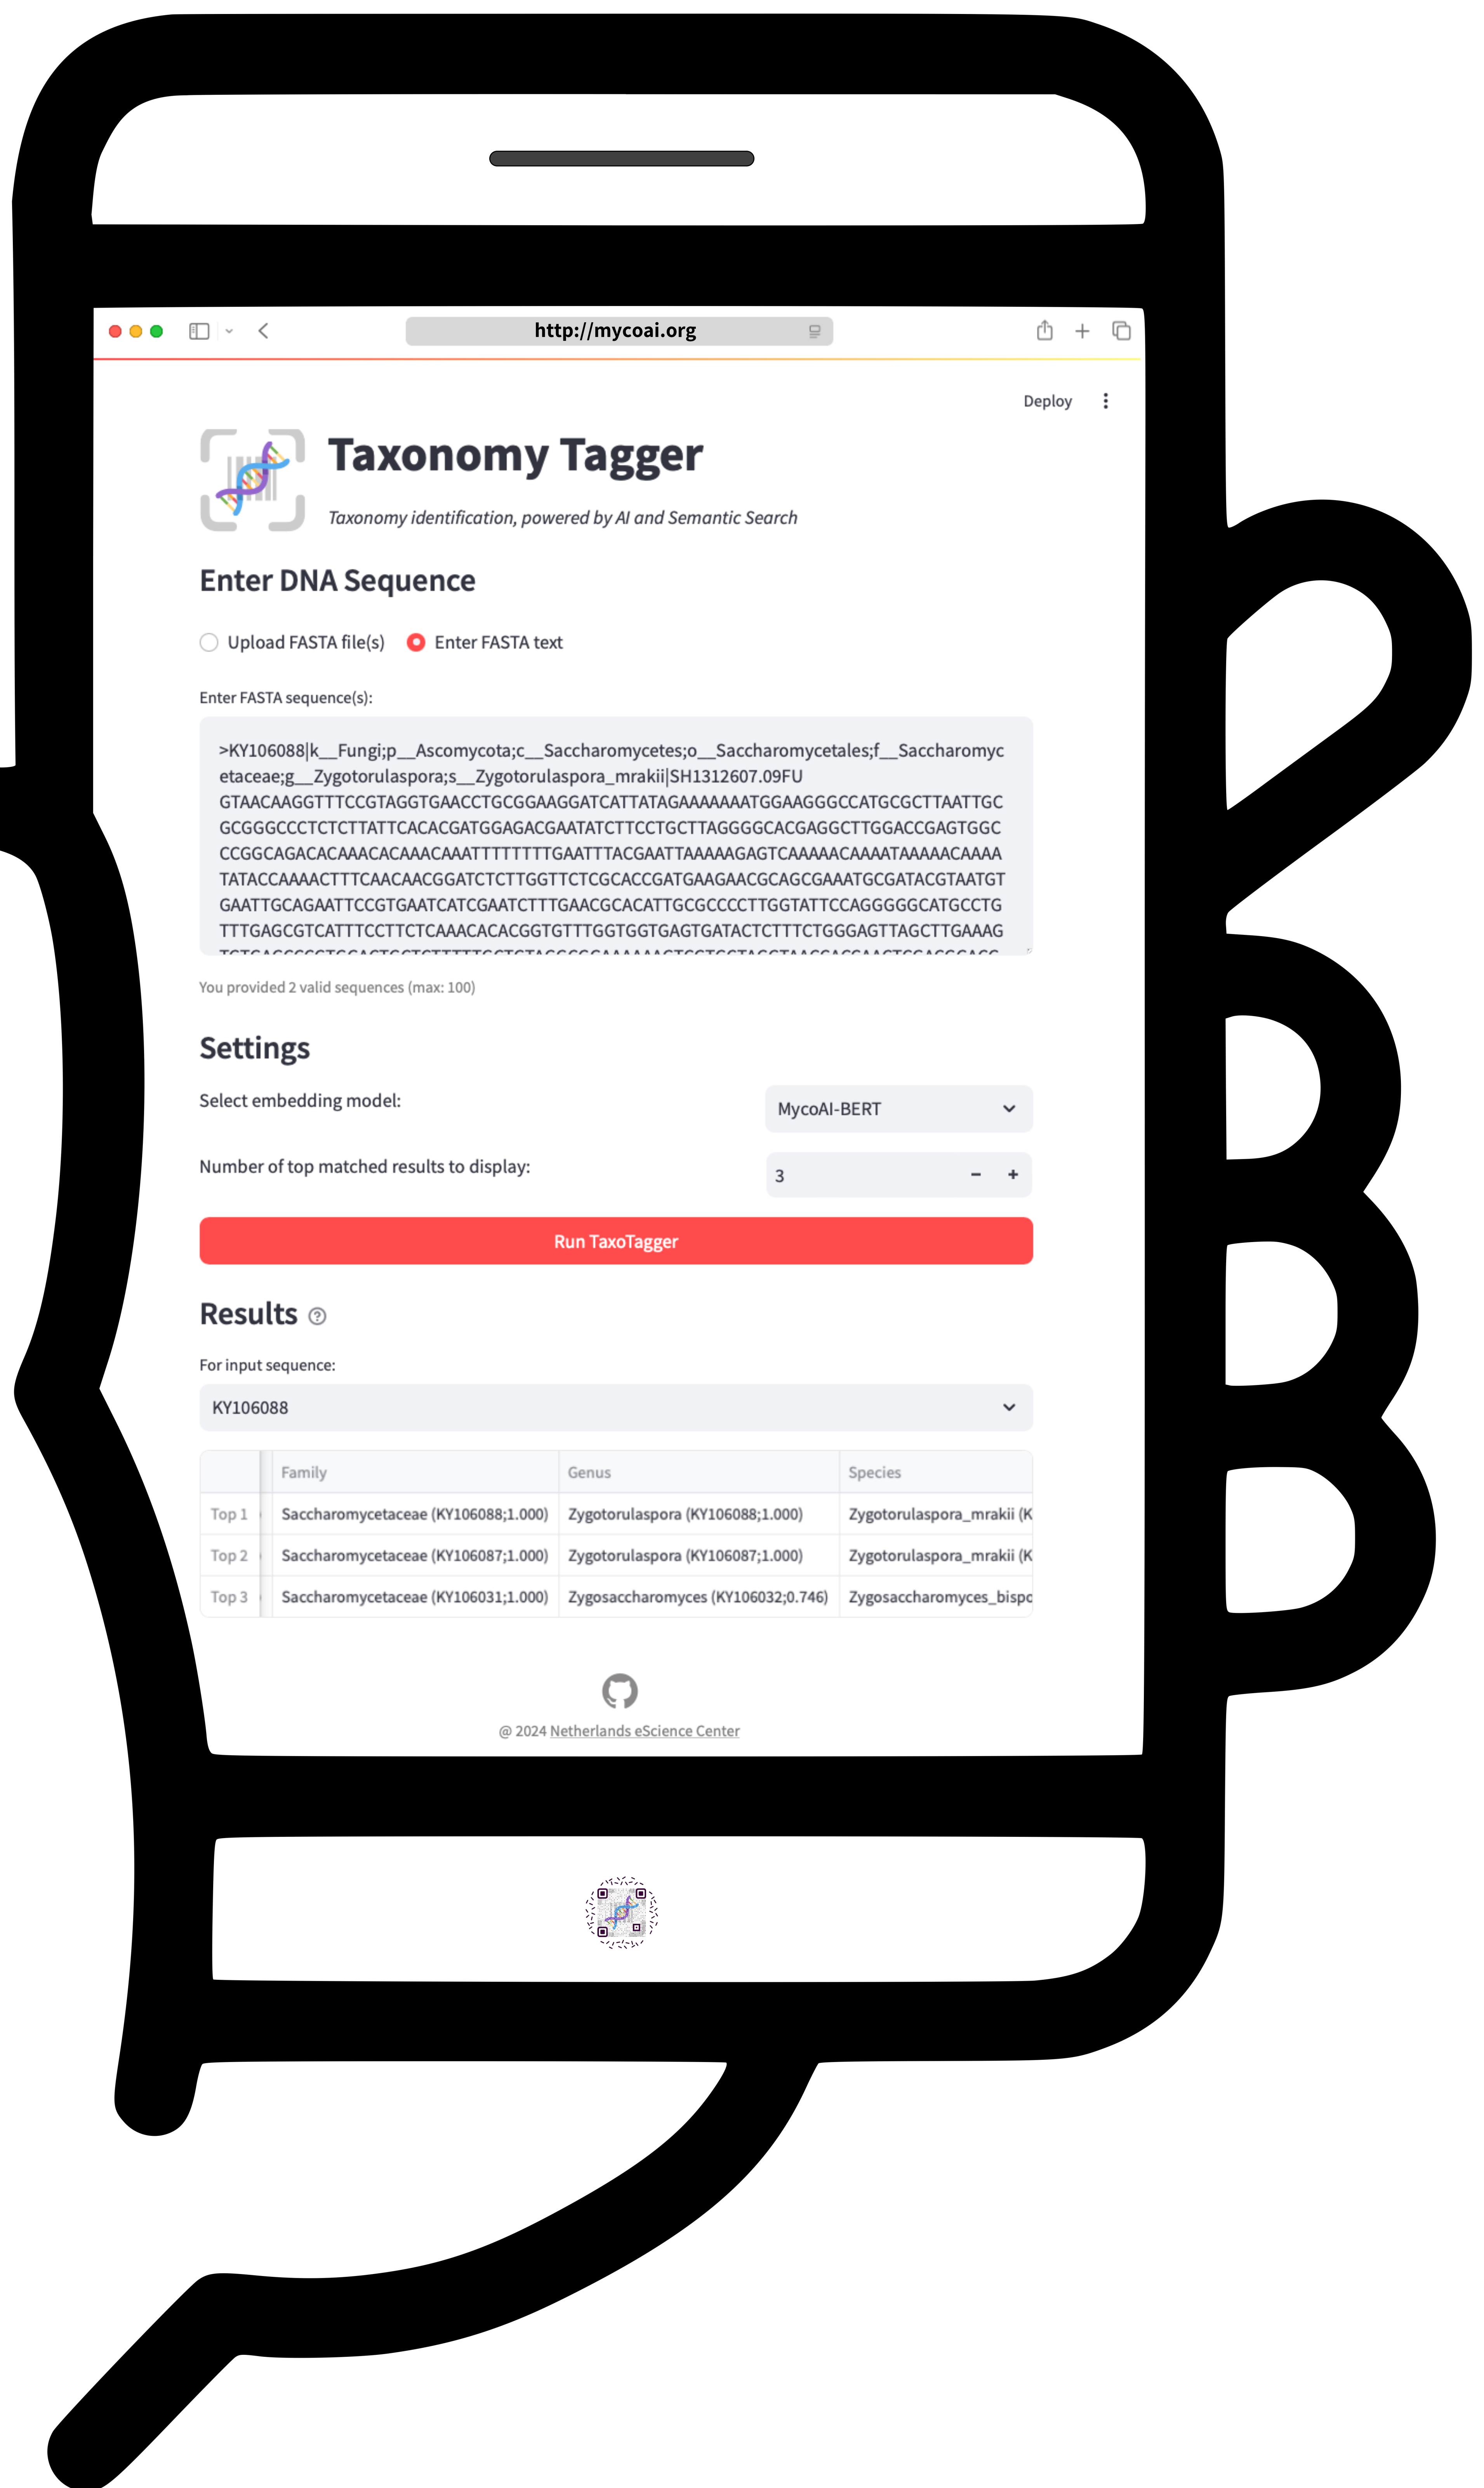 http://mycoai.org
Deploy
Taxonomy Tagger
Taxonomy identification, powered by AI and Semantic Search
Enter DNA Sequence
Upload FASTA file(s) Enter FASTA text
Enter FASTA sequence(s):
>KY106088|k__Fungi;p__Ascomycota;c__Saccharomycetes;o__Saccharomycetales;f__Saccharomyc
etaceae;g__Zygotorulaspora;s__Zygotorulaspora_mrakii|SH1312607.09FU
GTAACAAGGTTTCCGTAGGTGAACCTGCGGAAGGATCATTATAGAAAAAAATGGAAGGGCCATGCGCTTAATTGC
GCGGGCCCTCTCTTATTCACACGATGGAGACGAATATCTTCCTGCTTAGGGGCACGAGGCTTGGACCGAGTGGC
CCGGCAGACACAAACACAAACAAATTTTTTTTGAATTTACGAATTAAAAAGAGTCAAAAACAAAATAAAAACAAAA
TATACCAAAACTTTCAACAACGGATCTCTTGGTTCTCGCACCGATGAAGAACGCAGCGAAATGCGATACGTAATGT
GAATTGCAGAATTCCGTGAATCATCGAATCTTTGAACGCACATTGCGCCCCTTGGTATTCCAGGGGGCATGCCTG
TTTGAGCGTCATTTCCTTCTCAAACACACGGTGTTTGGTGGTGAGTGATACTCTTTCTGGGAGTTAGCTTGAAAG
You provided 2 valid sequences (max: 100)
Settings
Select embedding model: MycoAI-BERT
Number of top matched results to display: 3
Run TaxoTagger
Results
For input sequence:
KY106088
Family Genus Species
Top 1 Saccharomycetaceae (KY106088;1.000) Zygotorulaspora (KY106088;1.000) Zygotorulaspora_mrakii (K
Top 2 Saccharomycetaceae (KY106087;1.000) Zygotorulaspora (KY106087;1.000) Zygotorulaspora_mrakii (K
Top 3 Saccharomycetaceae (KY106031;1.000) Zygosaccharomyces (KY106032;0.746) Zygosaccharomyces_bispo
@ 2024 Netherlands eScience Center